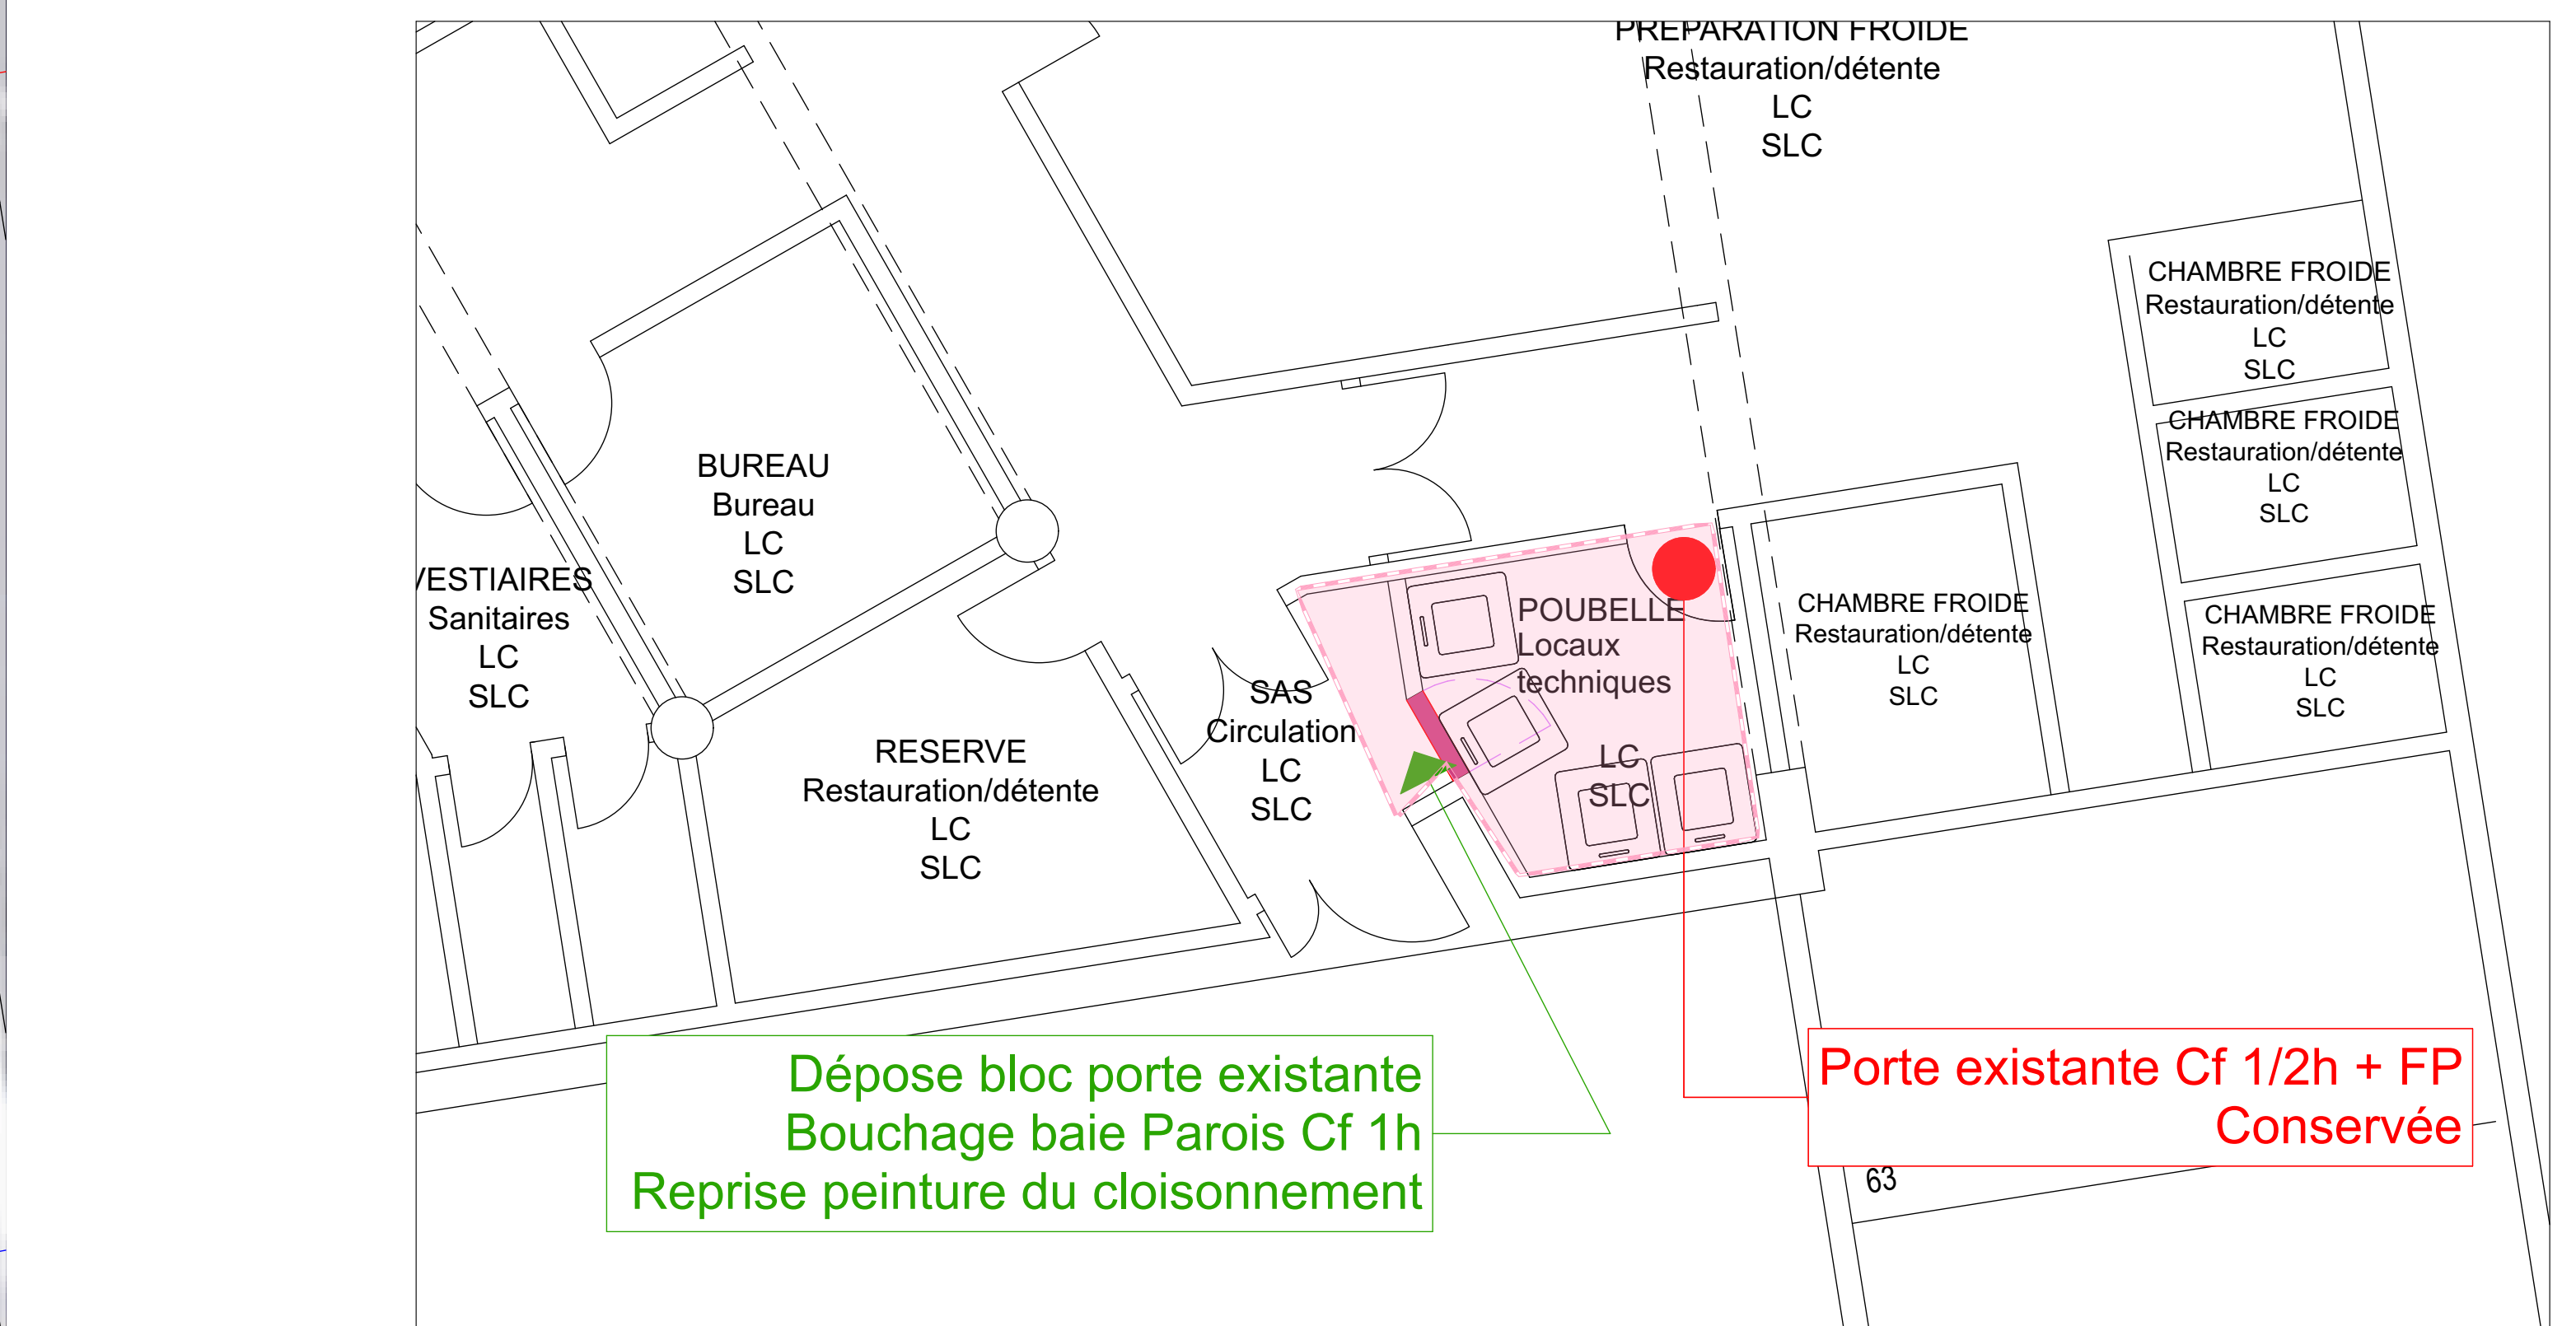 PREPARATION FROIDE
Restauration/détente
LC
SLC
CHAMBRE FROIDE
Restauration/détente
LC
SLC
CHAMBRE FROIDE
Restauration/détente
LC
SLC
BUREAU
Bureau
LC
SLC
VESTIAIRES
Sanitaires
LC
SLC
POUBELLE
Locaux
techniques
LC
SLC
CHAMBRE FROIDE
Restauration/détente
LC
SLC
CHAMBRE FROIDE
Restauration/détente
LC
SLC
SAS
Circulation
LC
SLC
RESERVE
Restauration/détente
LC
SLC
Dépose bloc porte existante
Bouchage baie Parois Cf 1h
Reprise peinture du cloisonnement
Porte existante Cf 1/2h + FP
Conservée
63